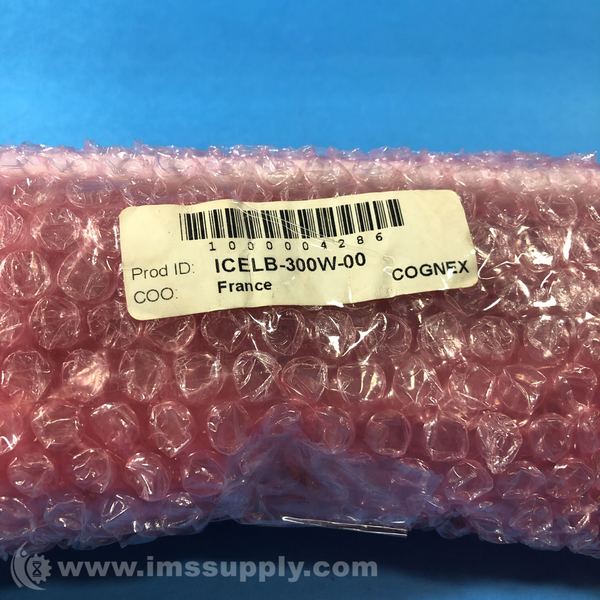 1000004286
Prod ID: ICELB-300W-00
COO: France
COGNEX
www.imssupply.com